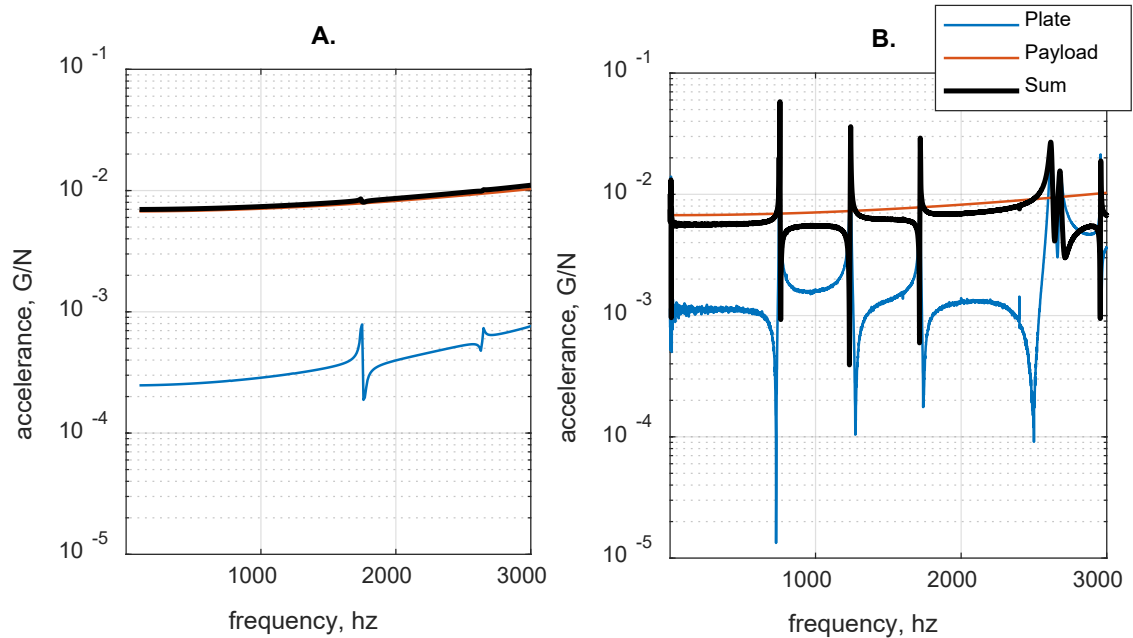 A.
10 -1
10 -2
10 -3
10 -4
10 -5
accelerance, G/N
1000
2000
3000
frequency, hz
B.
Plate
Payload
Sum
10 -1
10 -2
10 -3
10 -4
10 -5
accelerance, G/N
1000
2000
3000
frequency, hz